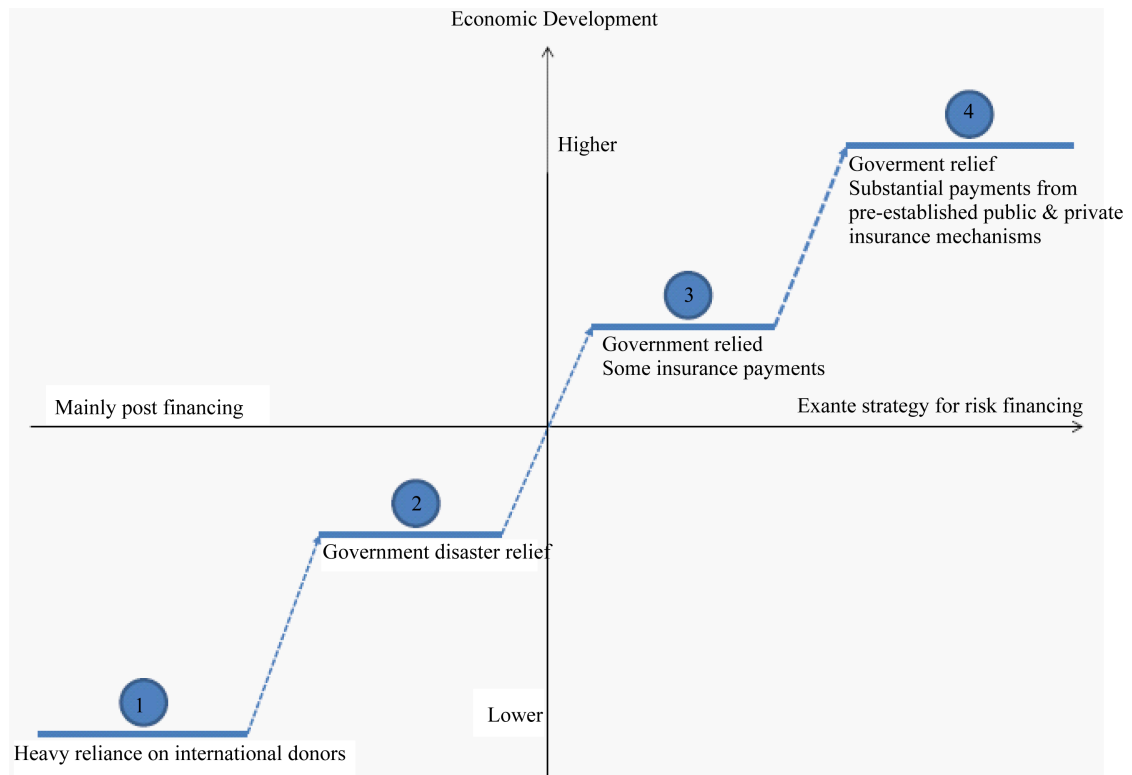 Economic Development
Higher
4
Goverment relief
Substantial payments from
pre-established public & private
insurance mechanisms
3
Government relied
Some insurance payments
Mainly post financing
Exante strategy for risk financing
2
Government disaster relief
1
Lower
Heavy reliance on international donors